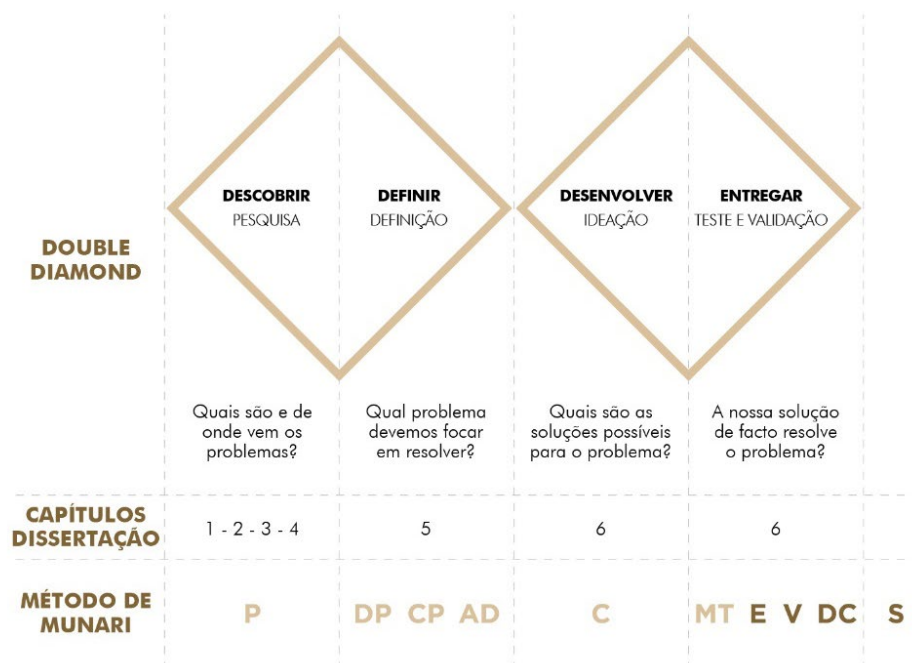 DESCOBRIR
PESQUISA
DEFINIR
DEFINIÇÃO
DESENVOLVER
IDEAÇÃO
ENTREGAR
TESTE E VALIDAÇÃO
DOUBLE
DIAMOND
Quais são e de
onde vem os
problemas?
Qual problema
devemos focar
em resolver?
Quais são as
soluções possíveis
para o problema?
A nossa solução
de facto resolve
o problema?
CAPÍTULOS
DISSERTAÇÃO
1 - 2 - 3 - 4
5
6
6
MÉTODO DE
MUNARI
P
DP CP AD
C
MT E V DC
S